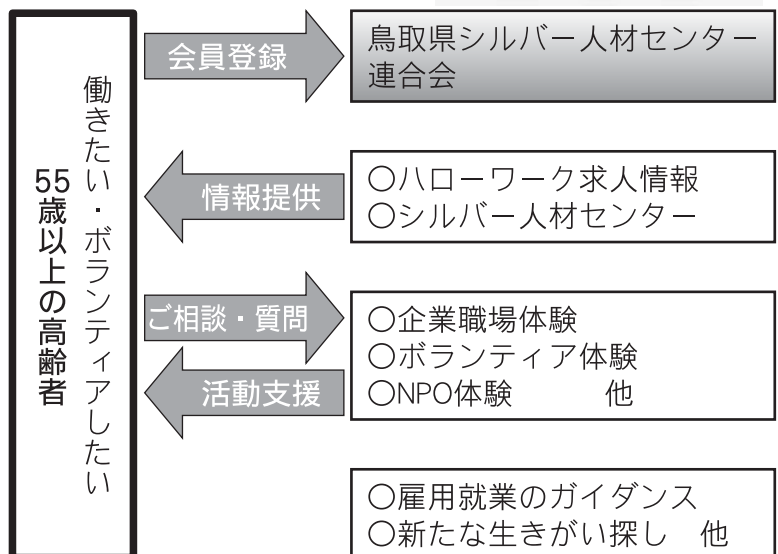 働きたい・ボランティアしたい
55歳以上の高齢者
会員登録
鳥取県シルバー人材センター
連合会
情報提供
○ハローワーク求人情報
○シルバー人材センター
ご相談・質問
活動支援
○企業職場体験
○ボランティア体験
○NPO体験　　　他
○雇用就業のガイダンス
○新たな生きがい探し　他